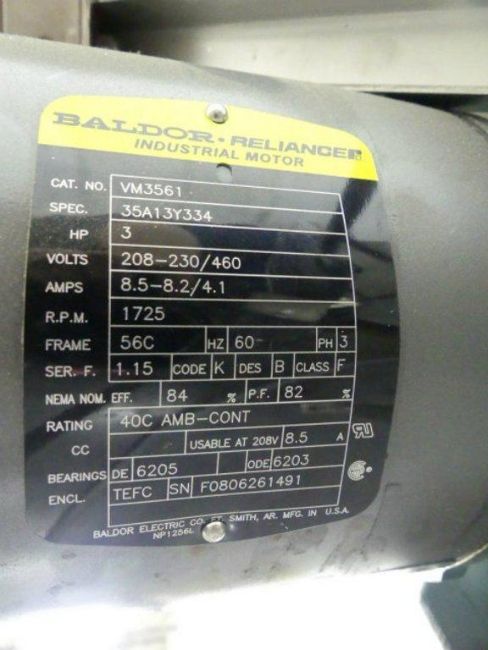 BALDOR • RELIANCE
INDUSTRIAL MOTOR
CAT. NO. VM3561
SPEC. 35A13Y334
HP 3
VOLTS 208-230/460
AMPS 8.5-8.2/4.1
R.P.M. 1725
FRAME 56C HZ 60 PH 3
SER. F. 1.15 CODE K DES B CLASS F
NEMA NOM. EFF. 84 % P.F. 82 %
RATING 40C AMB-CONT
CC USABLE AT 208V 8.5 A
BEARINGS DE 6205 ODE 6203
ENCL. TEFC SN F0806261491
BALDOR ELECTRIC CO. FT. SMITH, AR. MFG. IN U.S.A.
NP1256L